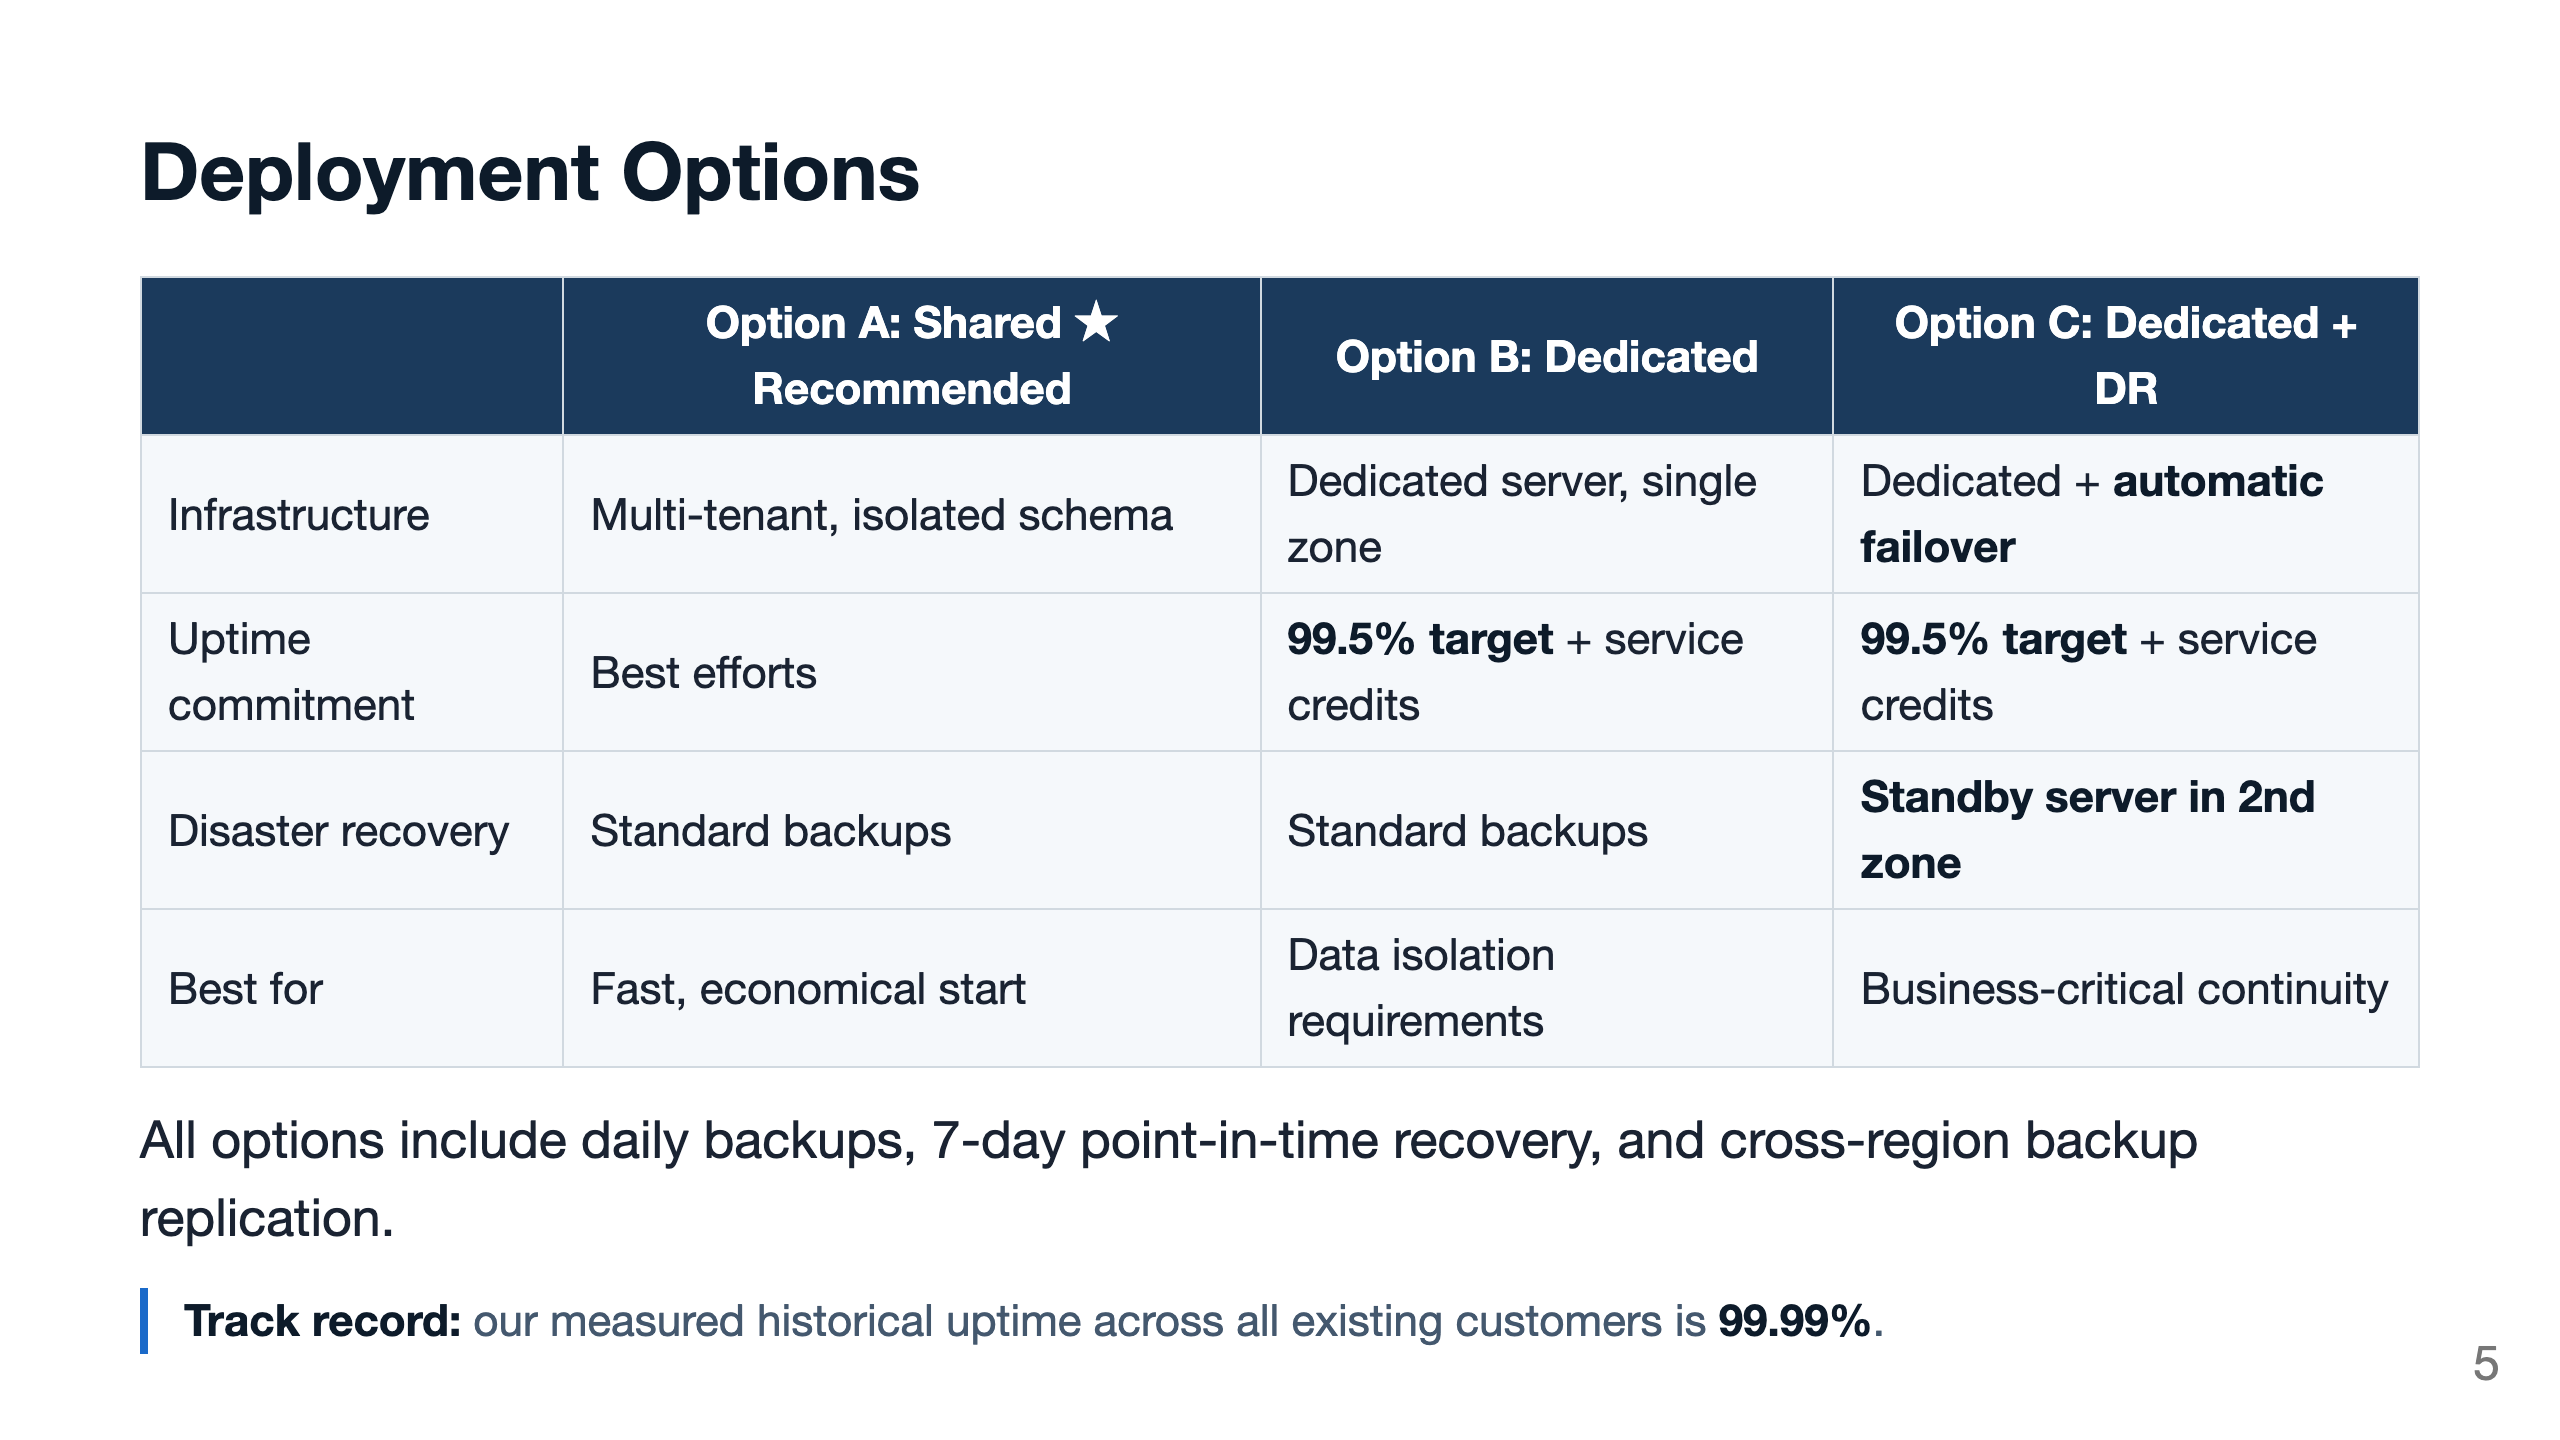 Deployment Options
Option A: Shared ★
Recommended
Option B: Dedicated
Option C: Dedicated +
DR
Infrastructure
Multi-tenant, isolated schema
Dedicated server, single
zone
Dedicated + automatic
failover
Uptime
commitment
Best efforts
99.5% target + service
credits
99.5% target + service
credits
Disaster recovery
Standard backups
Standard backups
Standby server in 2nd
zone
Best for
Fast, economical start
Data isolation
requirements
Business-critical continuity
All options include daily backups, 7-day point-in-time recovery, and cross-region backup
replication.
Track record: our measured historical uptime across all existing customers is 99.99%.
5